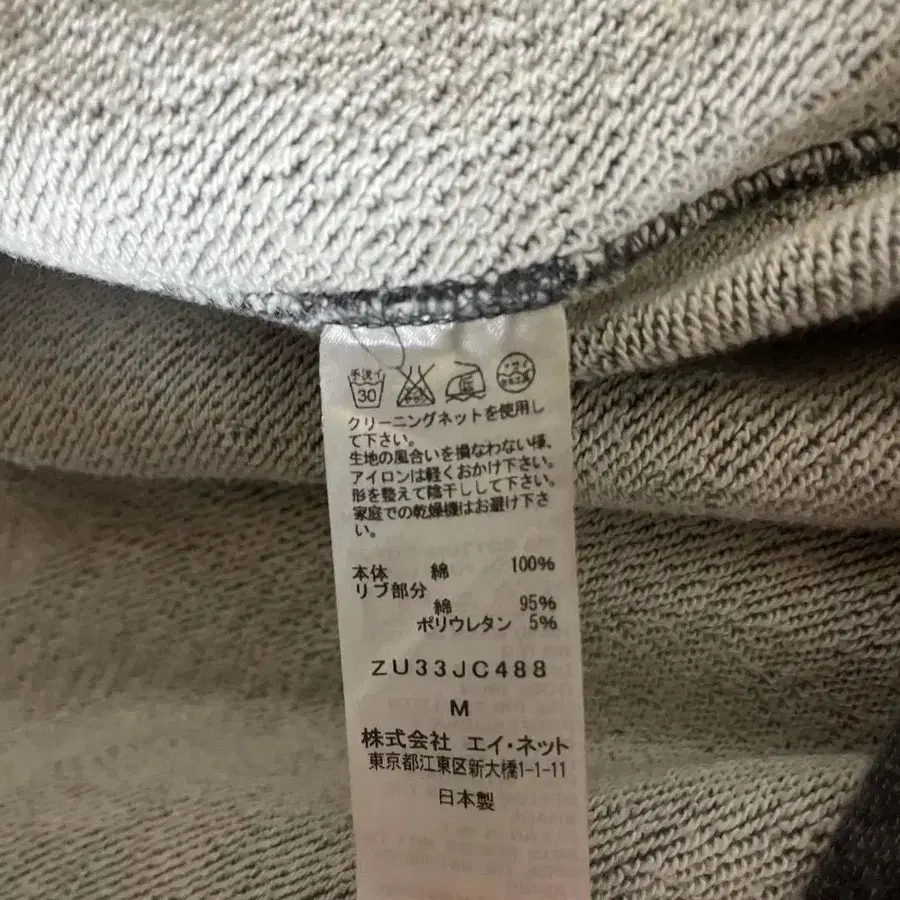 手洗イ
30
クリーニングネットを使用し
て下さい。
生地の風合いを損なわない様、
アイロンは軽くおかけ下さい。
形を整えて陰干しして下さい。
家庭での乾燥機はお避け下さ
い。
本体 綿 100%
リブ部分
綿 95%
ポリウレタン 5%
ZU33JC488
M
株式会社 エイ・ネット
東京都江東区新大橋1-1-11
日本製